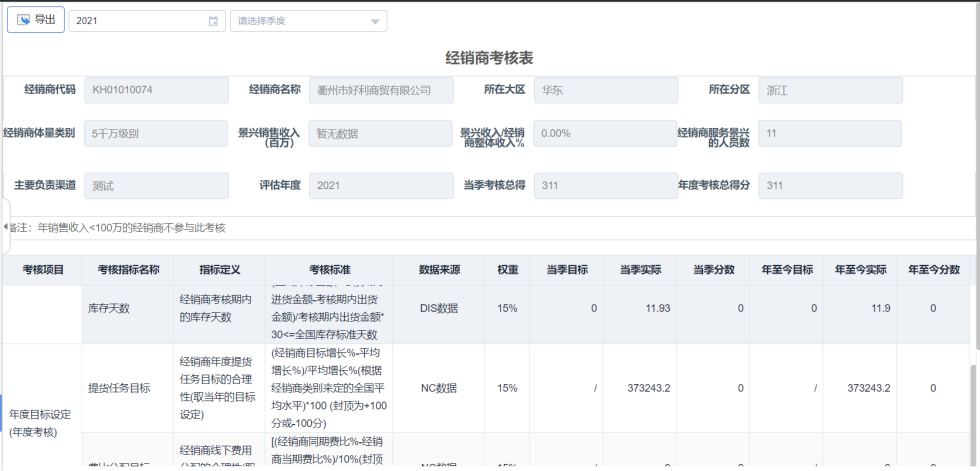 导出
2021
请选择季度
经销商考核表
经销商代码 KH01010074 经销商名称 衢州市好利商贸有限公司 所在大区 华东 所在分区 浙江
经销商体量类别 5千万级别 景兴销售收入
(百万) 暂无数据 景兴收入/经销
商整体收入% 0.00% 经销商服务景兴
的人员数 11
主要负责渠道 测试 评估年度 2021 当季考核总得 311 年度考核总得分 311
备注：年销售收入<100万的经销商不参与此考核
考核项目 考核指标名称 指标定义 考核标准 数据来源 权重 当季目标 当季实际 当季分数 年至今目标 年至今实际 年至今分数
库存天数
经销商考核期内
的库存天数
进货金额-考核期内出货
金额)/考核期内出货金额*
30<=全国库存标准天数
DIS数据 15% 0 11.93 0 0 11.9 0
年度目标设定
(年度考核)
提货任务目标
经销商年度提货
任务目标的合理
性(取当年的目标
设定)
(经销商目标增长%-平均
增长%)/平均增长%(根据
经销商类别来定的全国平
均水平)*100 (封顶为+100
分或-100分)
NC数据 15% / 373243.2 0 / 373243.2 0
费比分配目标
经销商线下费用
分配的合理性(取
[(经销商同期费比%-经销
商当期费比%)/10%(封顶
NC数据 15% / 0 0 / 0 0